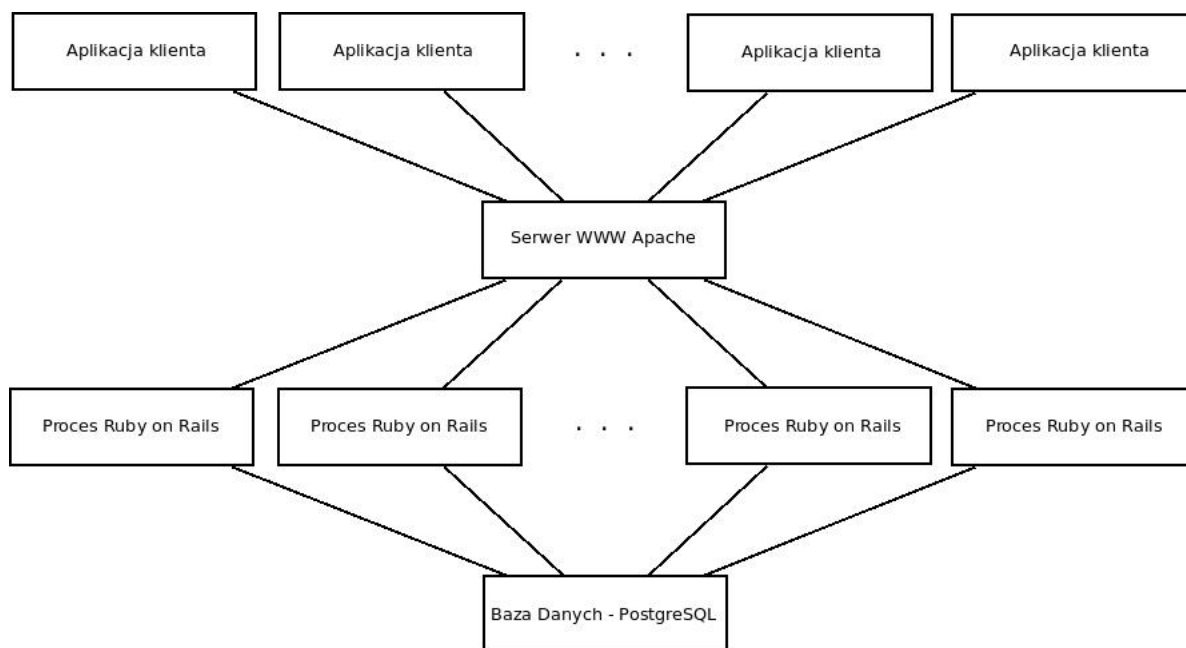 Aplikacja klienta
Aplikacja klienta
. . .
Aplikacja klienta
Aplikacja klienta
Serwer WWW Apache
Proces Ruby on Rails
Proces Ruby on Rails
. . .
Proces Ruby on Rails
Proces Ruby on Rails
Baza Danych - PostgreSQL